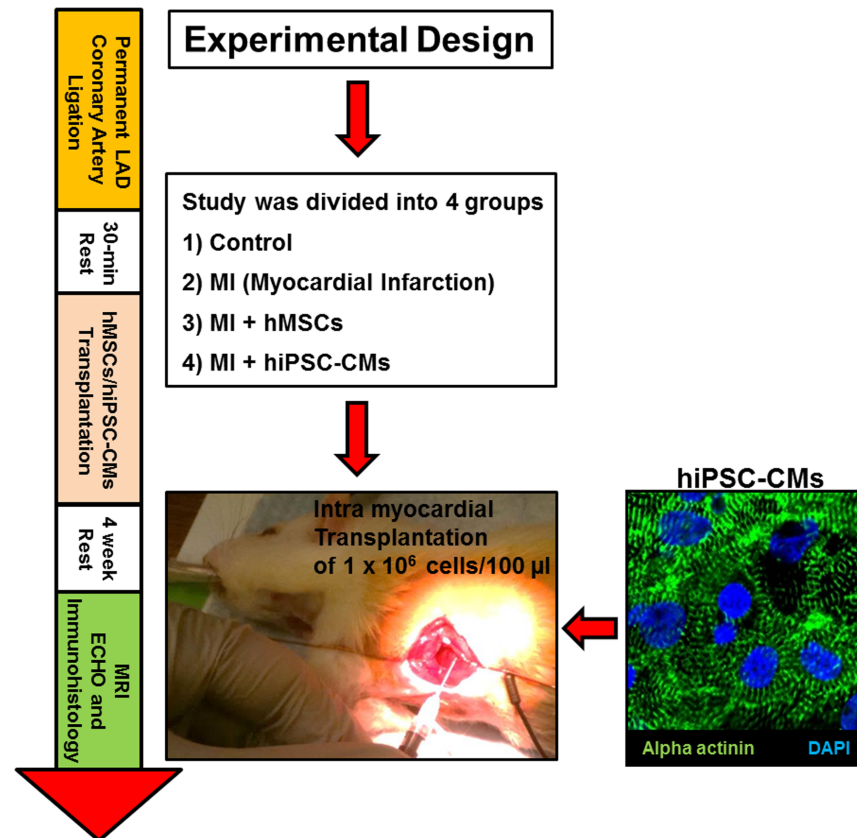 Experimental Design
Permanent LAD
Coronary Artery
Ligation
30-min
Rest
hMSCs/hiPSC-CMs
Transplantation
4 week
Rest
MRI
ECHO and
Immunohistology
Study was divided into 4 groups
1) Control
2) MI (Myocardial Infarction)
3) MI + hMSCs
4) MI + hiPSC-CMs
Intra myocardial
Transplantation
of 1 x 10⁶ cells/100 µl
hiPSC-CMs
Alpha actinin DAPI